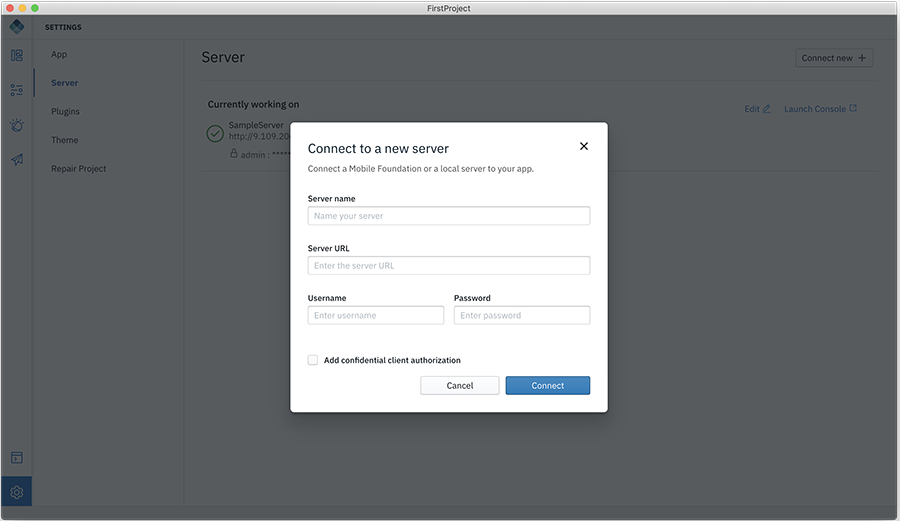 FirstProject
SETTINGS
App
Server
Plugins
Theme
Repair Project
Server
Connect new
Currently working on
Edit
Launch Console
SampleServer
http://9.109.20
admin : *****
Connect to a new server
Connect a Mobile Foundation or a local server to your app.
Server name
Name your server
Server URL
Enter the server URL
Username Password
Enter username Enter password
Add confidential client authorization
Cancel Connect